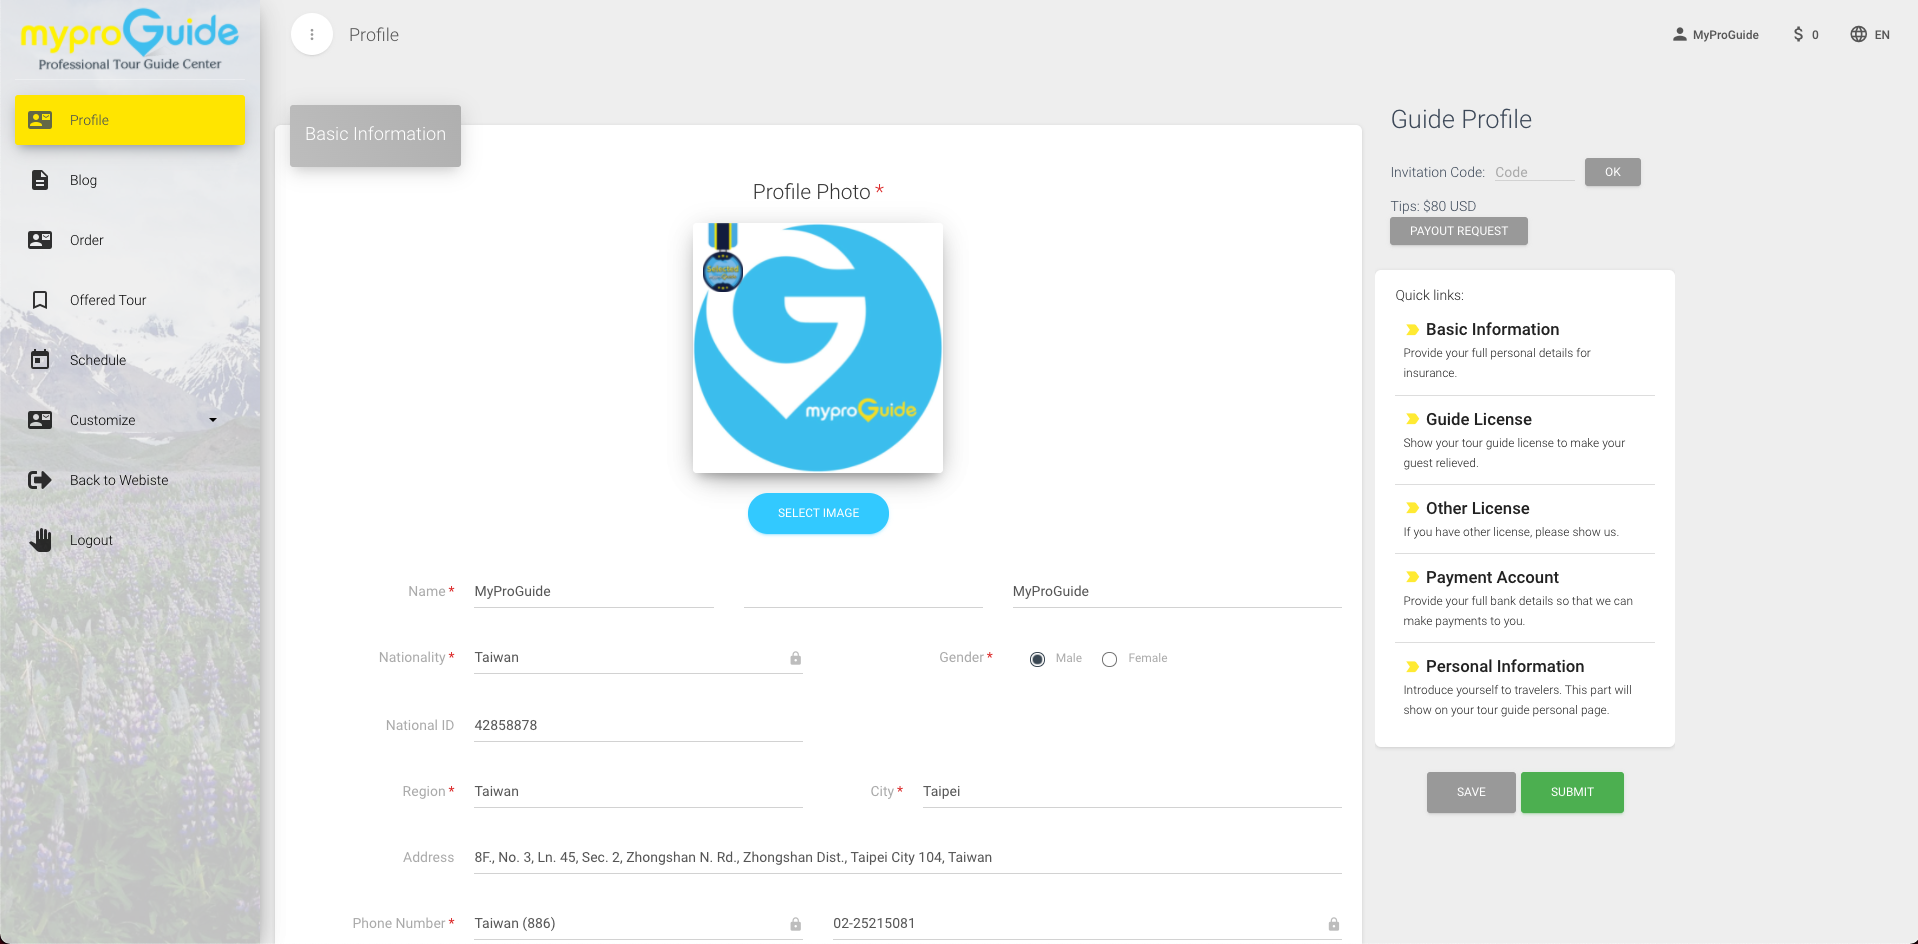 myproGuide
Professional Tour Guide Center
Profile
Blog
Order
Offered Tour
Schedule
Customize
Back to Webiste
Logout
Profile
MyProGuide
$ 0
EN
Basic Information
Profile Photo *
myproGuide
SELECT IMAGE
Name * MyProGuide MyProGuide
Nationality * Taiwan Gender * Male Female
National ID 42858878
Region * Taiwan City * Taipei
Address 8F., No. 3, Ln. 45, Sec. 2, Zhongshan N. Rd., Zhongshan Dist., Taipei City 104, Taiwan
Phone Number * Taiwan (886) 02-25215081
Guide Profile
Invitation Code: Code OK
Tips: $80 USD
PAYOUT REQUEST
Quick links:
Basic Information
Provide your full personal details for
insurance.
Guide License
Show your tour guide license to make your
guest relieved.
Other License
If you have other license, please show us.
Payment Account
Provide your full bank details so that we can
make payments to you.
Personal Information
Introduce yourself to travelers. This part will
show on your tour guide personal page.
SAVE SUBMIT